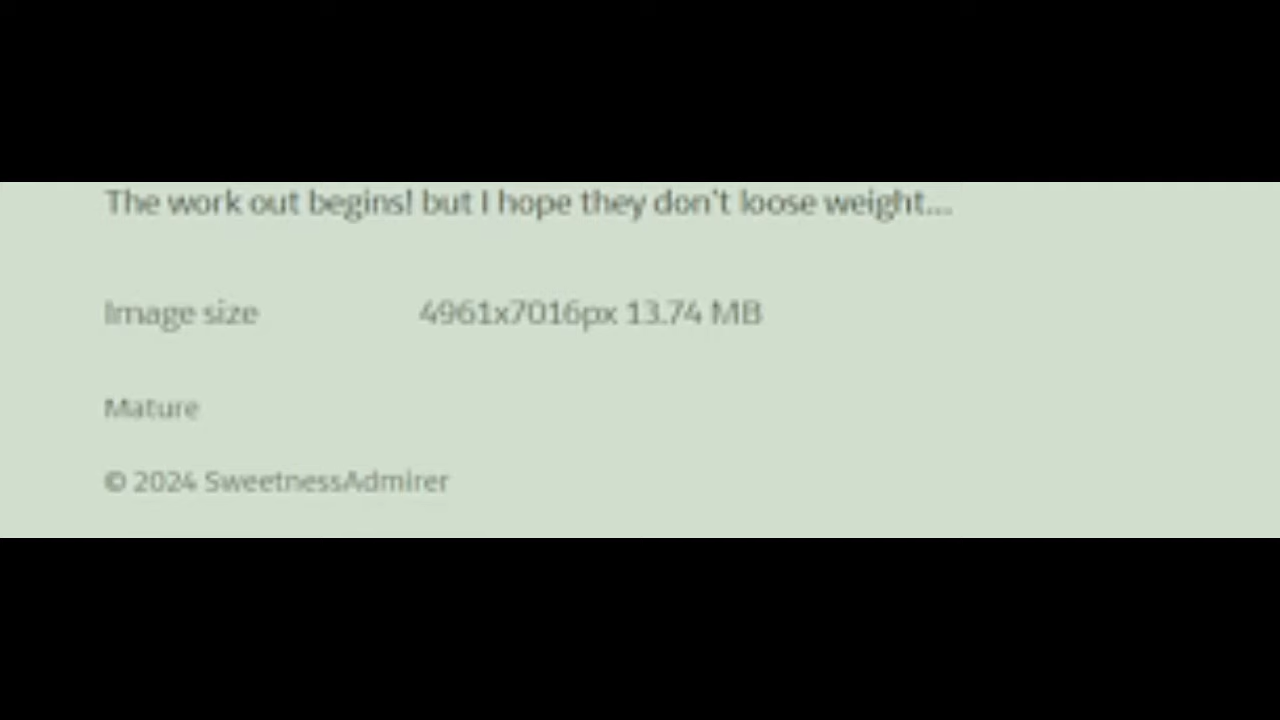 The work out begins! but I hope they don't loose weight...
Image size 4961x7016px 13.74 MB
Mature
© 2024 SweetnessAdmirer